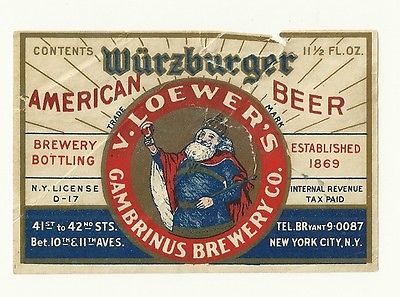 CONTENTS 11½ FL. OZ.
Würzburger
AMERICAN BEER
TRADE MARK
V. LOEWER'S
GAMBRINUS BREWERY CO.
BREWERY
BOTTLING
ESTABLISHED
1869
N.Y. LICENSE
D-17
INTERNAL REVENUE
TAX PAID
41ST to 42ND STS.
Bet. 10TH & 11TH AVES.
TEL. BRyant 9-0087
NEW YORK CITY, N.Y.